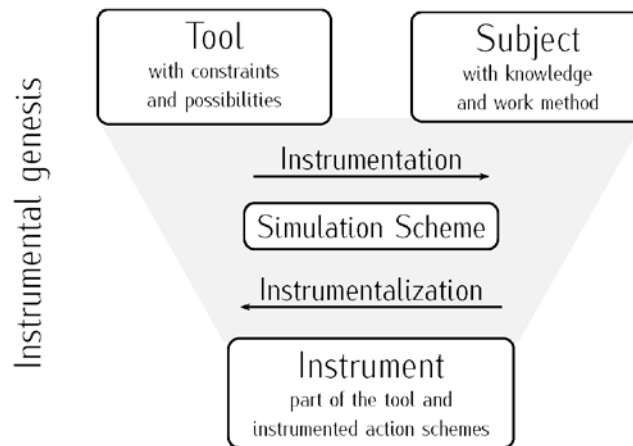 Instrumental genesis
Tool
with constraints
and possibilities
Subject
with knowledge
and work method
Instrumentation
Simulation Scheme
Instrumentalization
Instrument
part of the tool and
instrumented action schemes